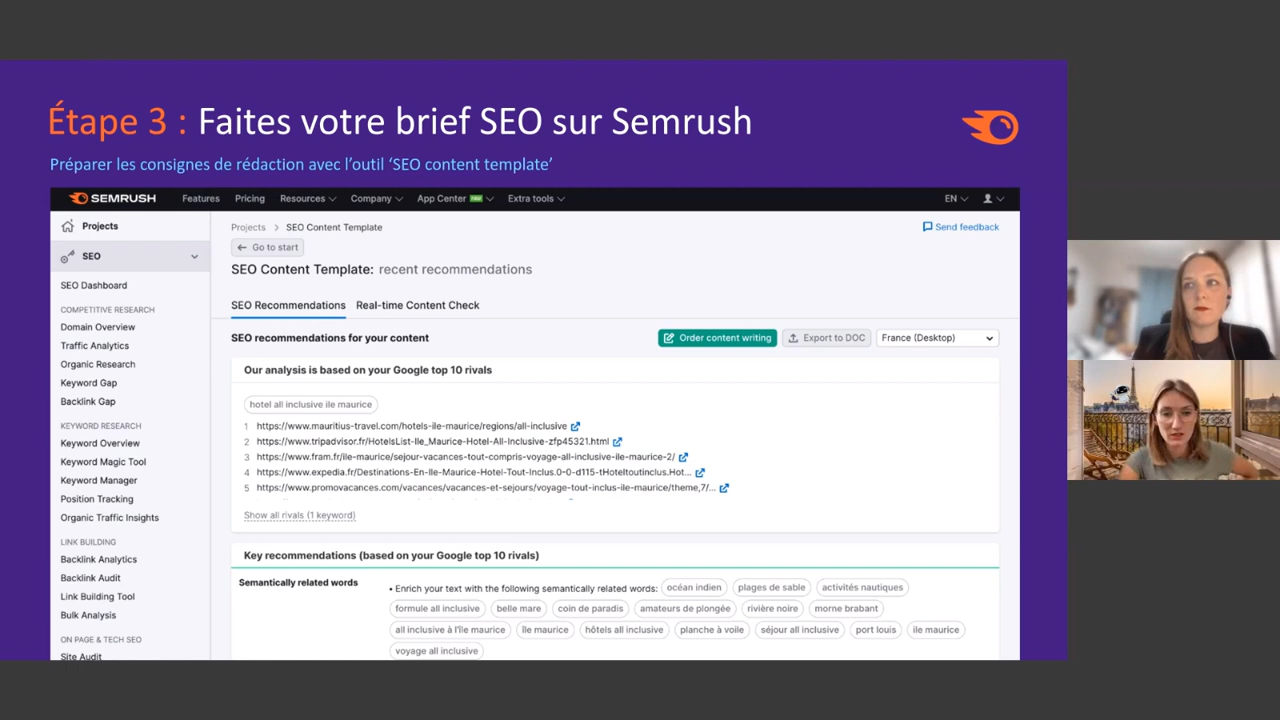 Étape 3 : Faites votre brief SEO sur Semrush
Préparer les consignes de rédaction avec l’outil ‘SEO content template’
SEMRUSH Features Pricing Resources Company App Center new Extra tools EN
Projects
SEO
SEO Dashboard
COMPETITIVE RESEARCH
Domain Overview
Traffic Analytics
Organic Research
Keyword Gap
Backlink Gap
KEYWORD RESEARCH
Keyword Overview
Keyword Magic Tool
Keyword Manager
Position Tracking
Organic Traffic Insights
LINK BUILDING
Backlink Analytics
Backlink Audit
Link Building Tool
Bulk Analysis
ON PAGE & TECH SEO
Site Audit
Projects > SEO Content Template
Send feedback
← Go to start
SEO Content Template: recent recommendations
SEO Recommendations Real-time Content Check
SEO recommendations for your content
Order content writing Export to DOC France (Desktop)
Our analysis is based on your Google top 10 rivals
hotel all inclusive ile maurice
1 https://www.mauritius-travel.com/hotels-ile-maurice/regions/all-inclusive
2 https://www.tripadvisor.fr/HotelsList-Ile_Maurice-Hotel-All-Inclusive-zfp45321.html
3 https://www.fram.fr/ile-maurice/sejour-vacances-tout-compris-voyage-all-inclusive-ile-maurice-2/
4 https://www.expedia.fr/Destinations-En-Ile-Maurice-Hotel-Tout-Inclus.0-0-d115-tHoteltoutinclus.Hot...
5 https://www.promovacances.com/vacances/vacances-et-sejours/voyage-tout-inclus-ile-maurice/theme,7/...
Show all rivals (1 keyword)
Key recommendations (based on your Google top 10 rivals)
Semantically related words
• Enrich your text with the following semantically related words: océan indien plages de sable activités nautiques
formule all inclusive belle mare coin de paradis amateurs de plongée rivière noire morne brabant
all inclusive à l'île maurice île maurice hôtels all inclusive planche à voile séjour all inclusive port louis ile maurice
voyage all inclusive